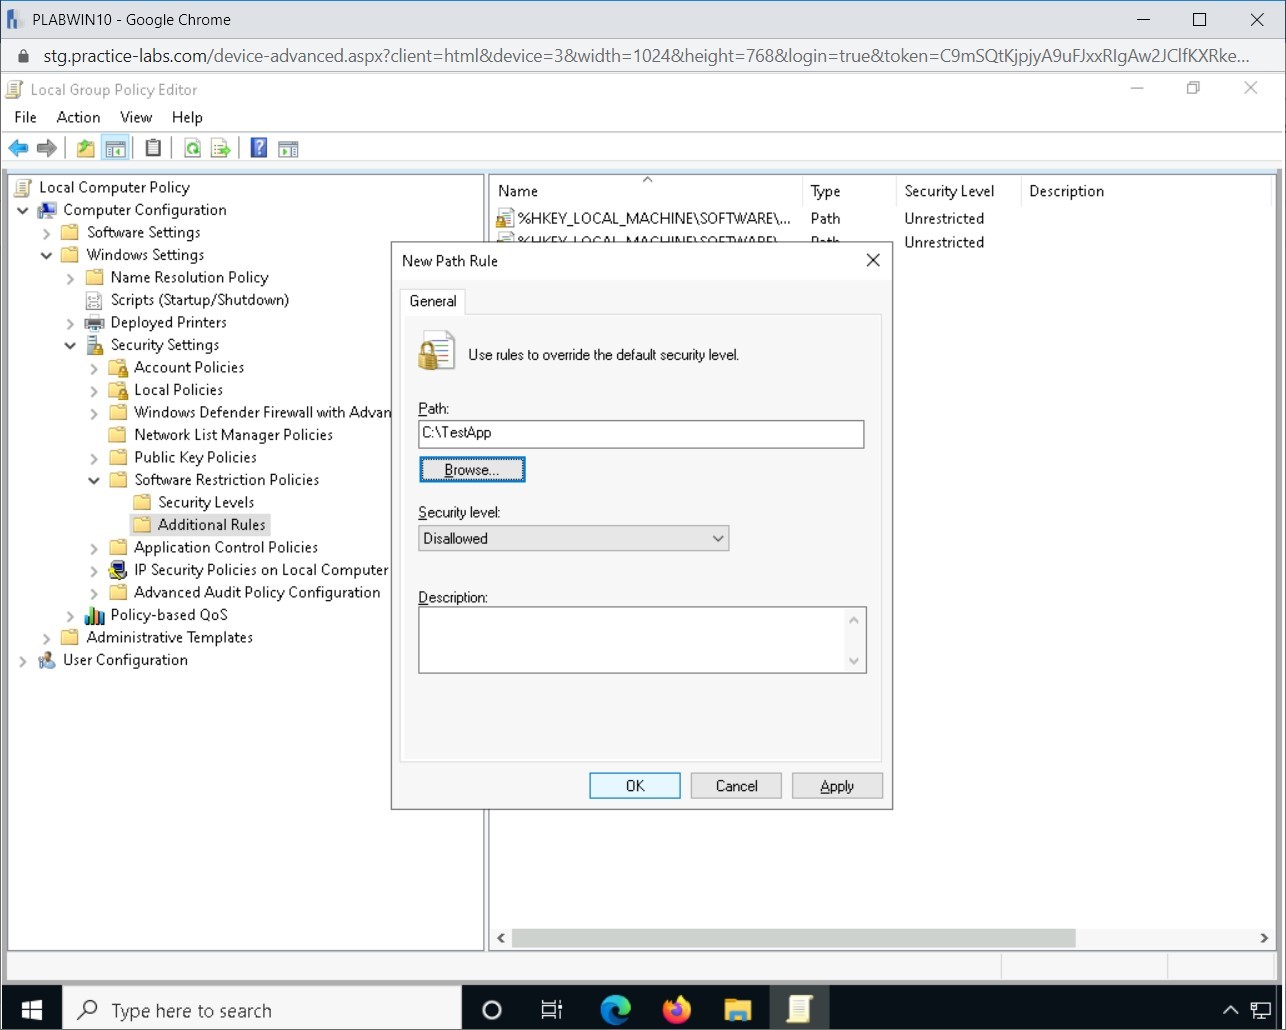 PLABWIN10 - Google Chrome
stg.practice-labs.com/device-advanced.aspx?client=html&device=3&width=1024&height=768&login=true&token=C9mSQtKjpjyA9uFJxxRIgAw2JClfKXRke...
Local Group Policy Editor
File Action View Help
Local Computer Policy
Computer Configuration
Software Settings
Windows Settings
Name Resolution Policy
Scripts (Startup/Shutdown)
Deployed Printers
Security Settings
Account Policies
Local Policies
Windows Defender Firewall with Advan
Network List Manager Policies
Public Key Policies
Software Restriction Policies
Security Levels
Additional Rules
Application Control Policies
IP Security Policies on Local Computer
Advanced Audit Policy Configuration
Policy-based QoS
Administrative Templates
User Configuration
Name Type Security Level Description
%HKEY_LOCAL_MACHINE\SOFTWARE\... Path Unrestricted
%HKEY_LOCAL_MACHINE\SOFTWARE\... Path Unrestricted
New Path Rule
General
Use rules to override the default security level.
Path:
C:\TestApp
Browse...
Security level:
Disallowed
Description:
OK Cancel Apply
Type here to search